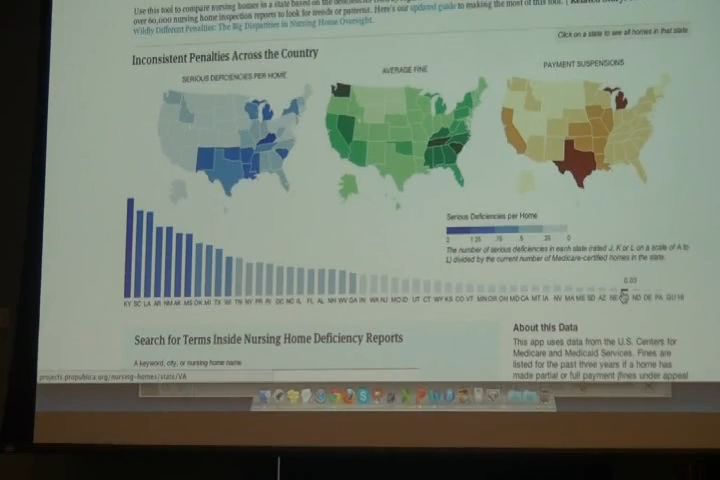 Use this tool to compare nursing homes in a state based on the
over 60,000 nursing home inspection reports to look for trends or patterns. Here's our updated guide to making the most of this tool.
Wildly Different Penalties: The Big Disparities in Nursing Home Oversight.
Click on a state to see all homes in that state
Inconsistent Penalties Across the Country
SERIOUS DEFICIENCIES PER HOME
AVERAGE FINE
PAYMENT SUSPENSIONS
Serious Deficiencies per Home
2 1.25 .75 .5 .25 0
The number of serious deficiencies in each state (rated J, K or L on a scale of A to
L) divided by the current number of Medicare-certified homes in the state.
0.03
KY SC LA AR NM AK MS OK MI TX WI TN NY PR RI DC NC IL FL AL NH WV GA IN WA NJ MO ID UT CT WY KS CO VT MN OR OH MD CA MT IA NV MA ME SD AZ NE ND DE PA GU HI
Search for Terms Inside Nursing Home Deficiency Reports
A keyword, city, or nursing home name
About this Data
This app uses data from the U.S. Centers for
Medicare and Medicaid Services. Fines are
listed for the past three years if a home has
made partial or full payment (fines under appeal
projects.propublica.org/nursing-homes/state/VA